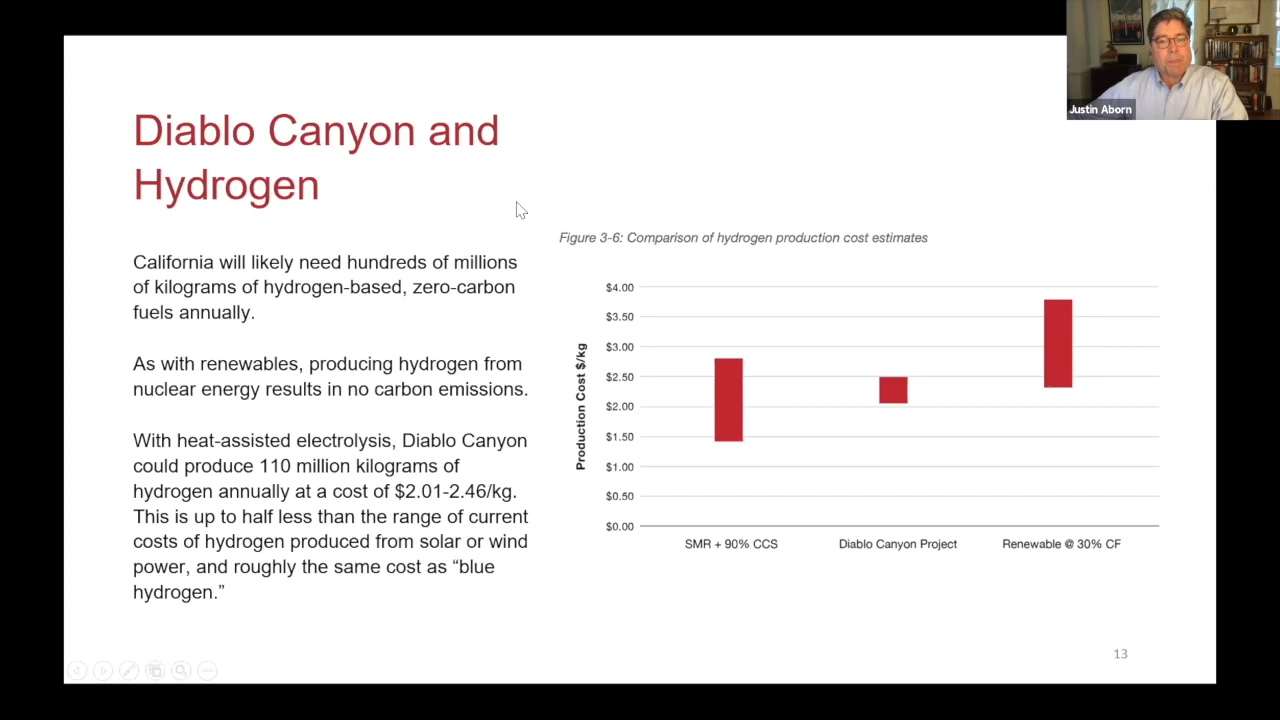 Justin Aborn
Diablo Canyon and
Hydrogen
California will likely need hundreds of millions
of kilograms of hydrogen-based, zero-carbon
fuels annually.
As with renewables, producing hydrogen from
nuclear energy results in no carbon emissions.
With heat-assisted electrolysis, Diablo Canyon
could produce 110 million kilograms of
hydrogen annually at a cost of $2.01-2.46/kg.
This is up to half less than the range of current
costs of hydrogen produced from solar or wind
power, and roughly the same cost as “blue
hydrogen.”
Figure 3-6: Comparison of hydrogen production cost estimates
Production Cost $/kg
$4.00
$3.50
$3.00
$2.50
$2.00
$1.50
$1.00
$0.50
$0.00
SMR + 90% CCS
Diablo Canyon Project
Renewable @ 30% CF
13